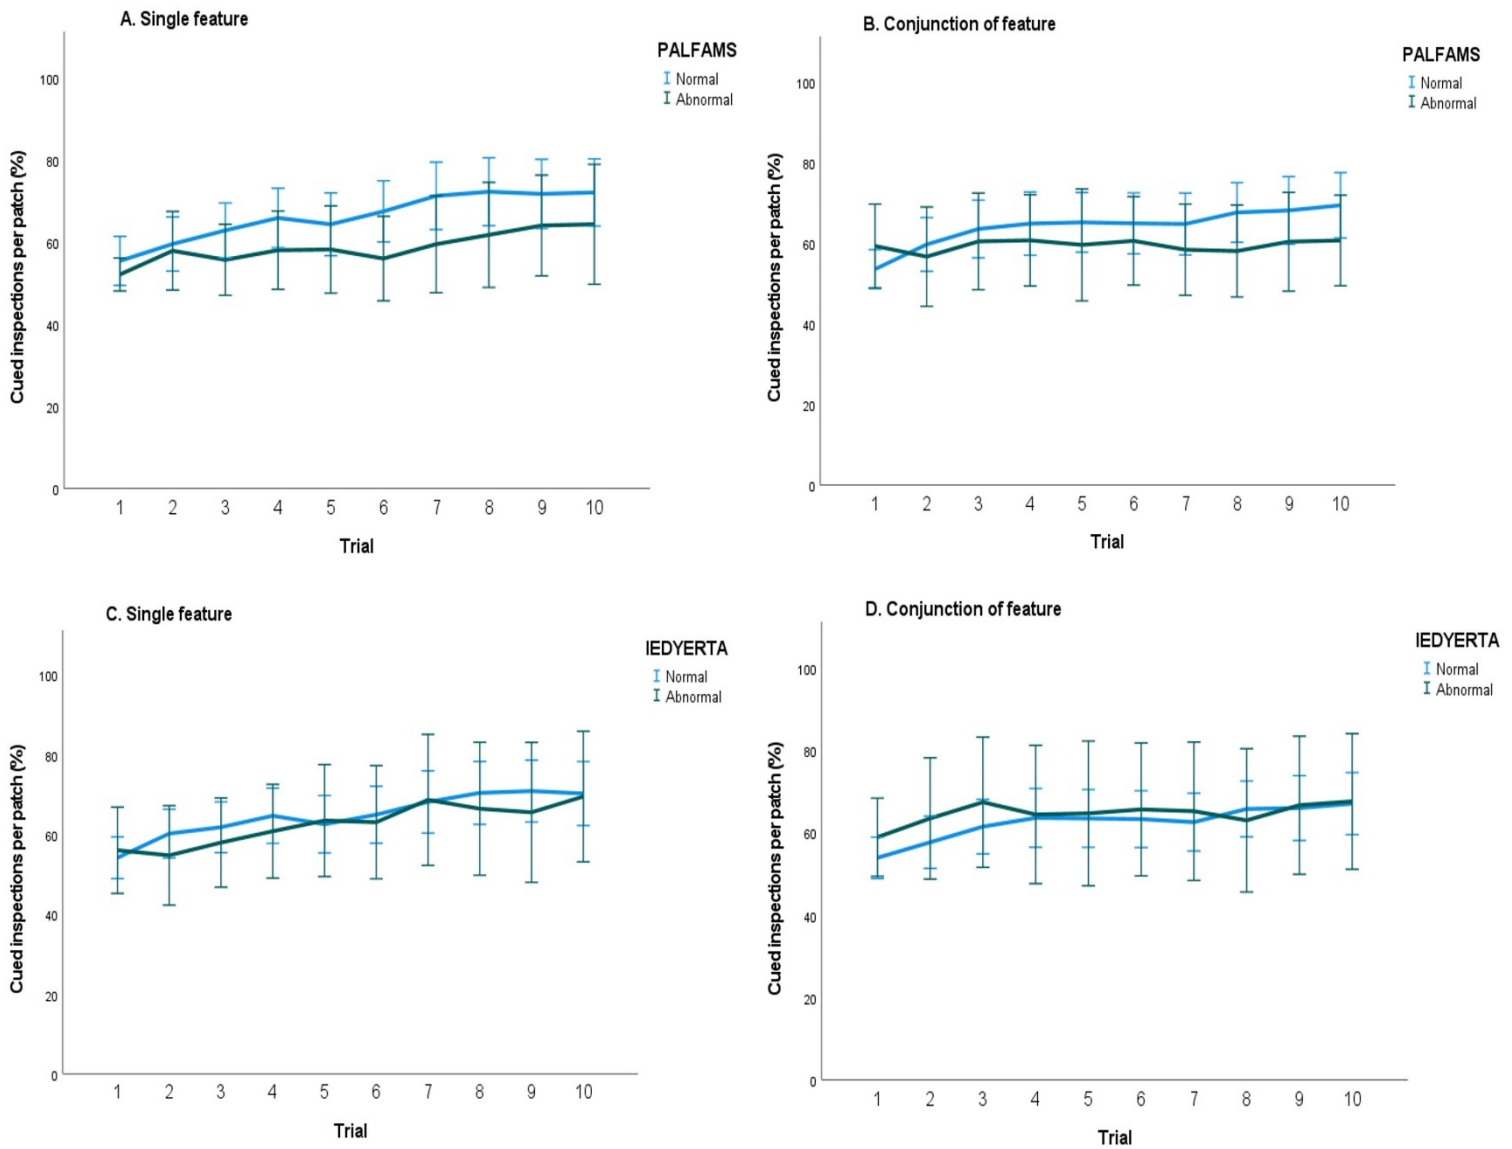 A. Single feature
PALFAMS
Normal
Abnormal
Cued inspections per patch (%)
100
80
60
40
20
0
1 2 3 4 5 6 7 8 9 10
Trial
B. Conjunction of feature
PALFAMS
Normal
Abnormal
Cued inspections per patch (%)
100
80
60
40
20
0
1 2 3 4 5 6 7 8 9 10
Trial
C. Single feature
IEDYERTA
Normal
Abnormal
Cued inspections per patch (%)
100
80
60
40
20
0
1 2 3 4 5 6 7 8 9 10
Trial
D. Conjunction of feature
IEDYERTA
Normal
Abnormal
Cued inspections per patch (%)
100
80
60
40
20
0
1 2 3 4 5 6 7 8 9 10
Trial